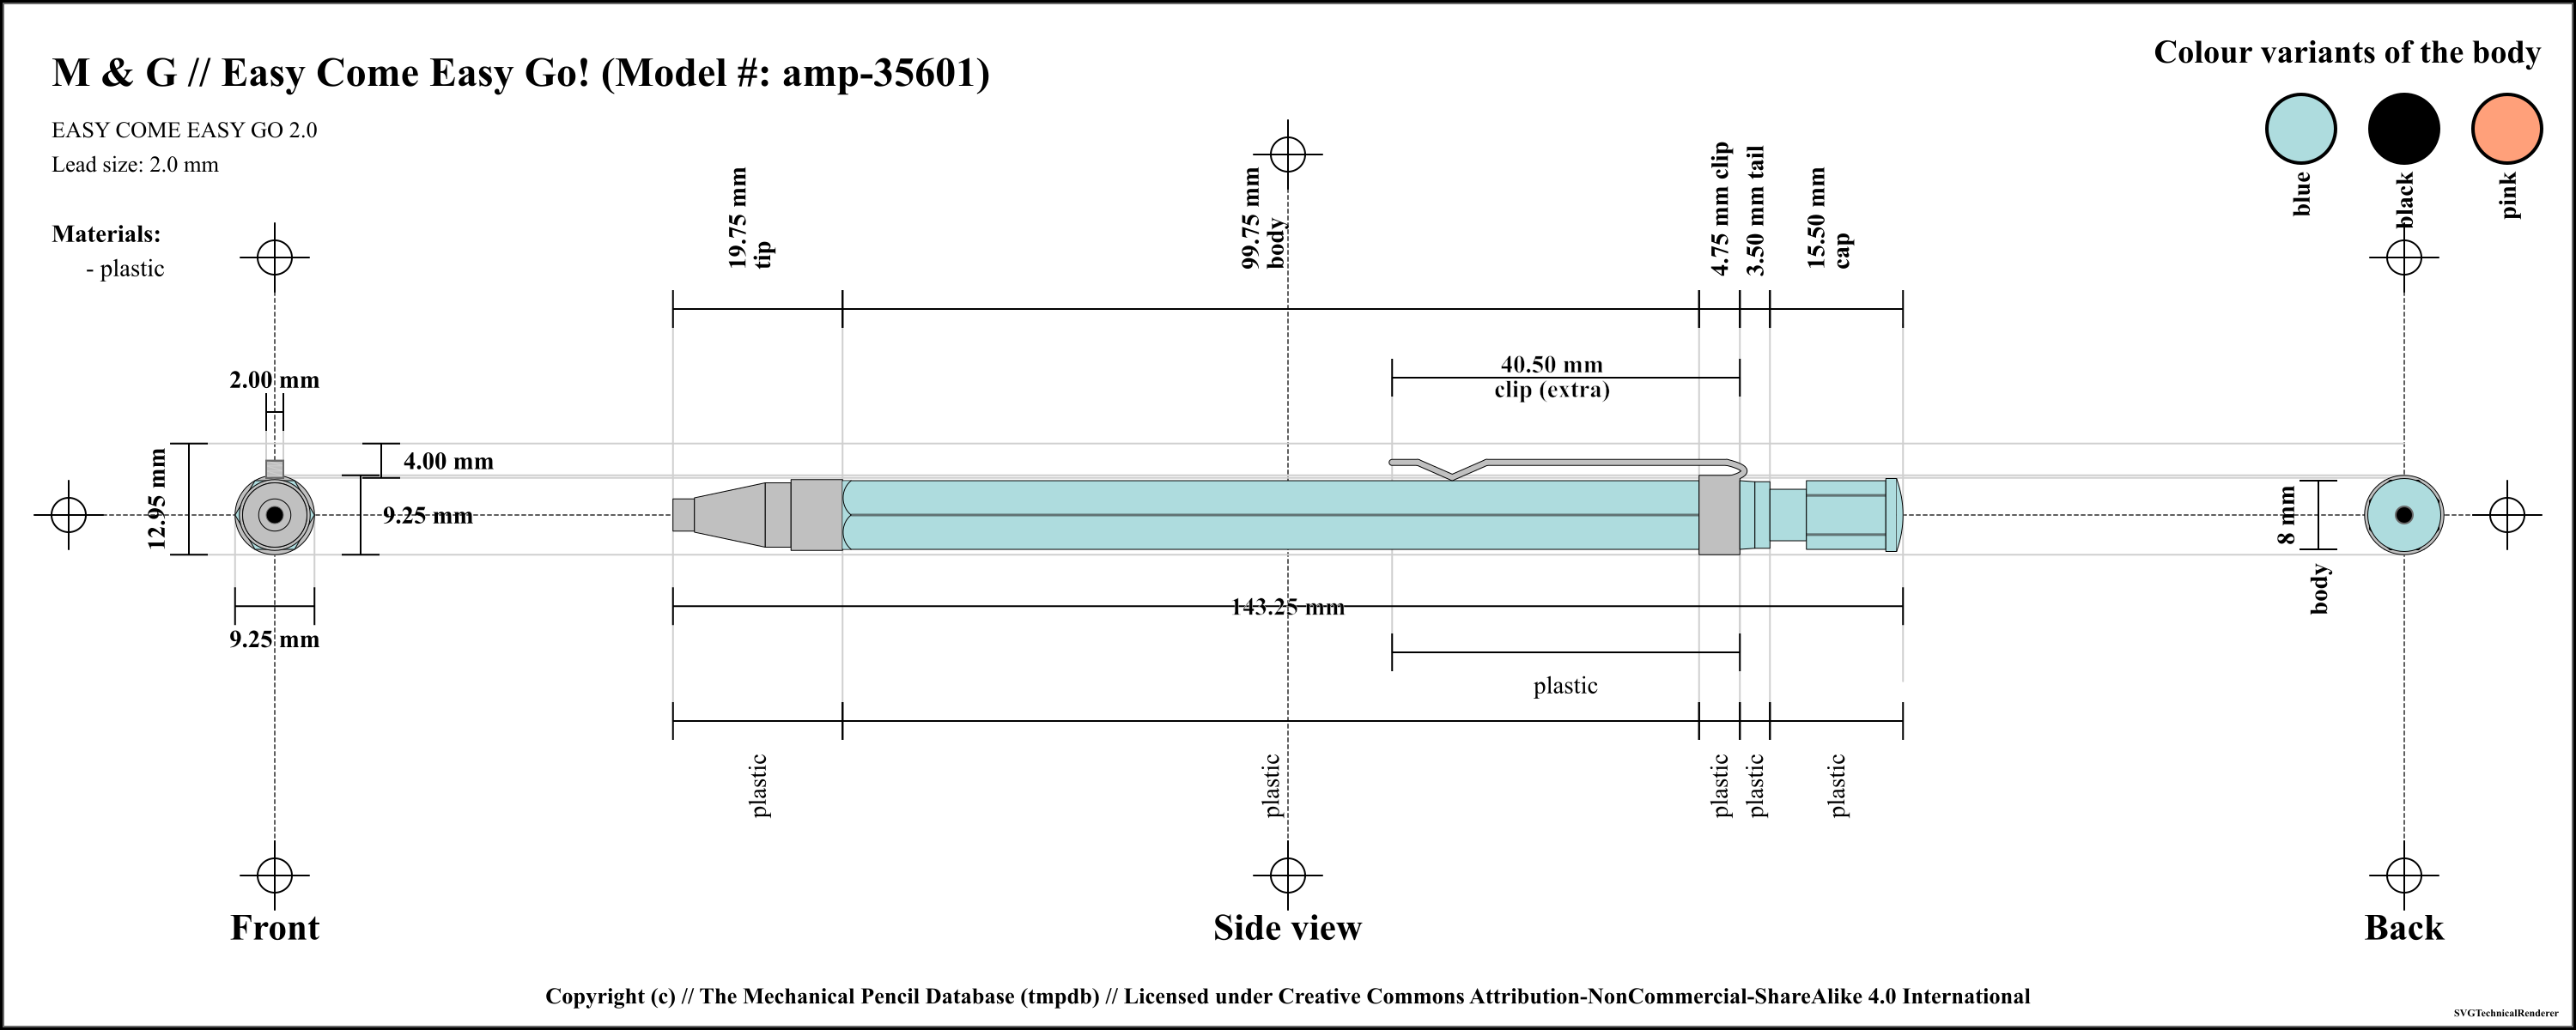 M & G // Easy Come Easy Go! (Model #: amp-35601)
EASY COME EASY GO 2.0
Lead size: 2.0 mm
Materials:
- plastic
Colour variants of the body
blue
black
pink
19.75 mm
tip
99.75 mm
body
4.75 mm clip
3.50 mm tail
15.50 mm
cap
40.50 mm
clip (extra)
2.00 mm
4.00 mm
12.95 mm
9.25 mm
9.25 mm
143.25 mm
8 mm
body
plastic
plastic
plastic
plastic
plastic
plastic
Front
Side view
Back
Copyright (c) // The Mechanical Pencil Database (tmpdb) // Licensed under Creative Commons Attribution-NonCommercial-ShareAlike 4.0 International
SVGTechnicalRenderer